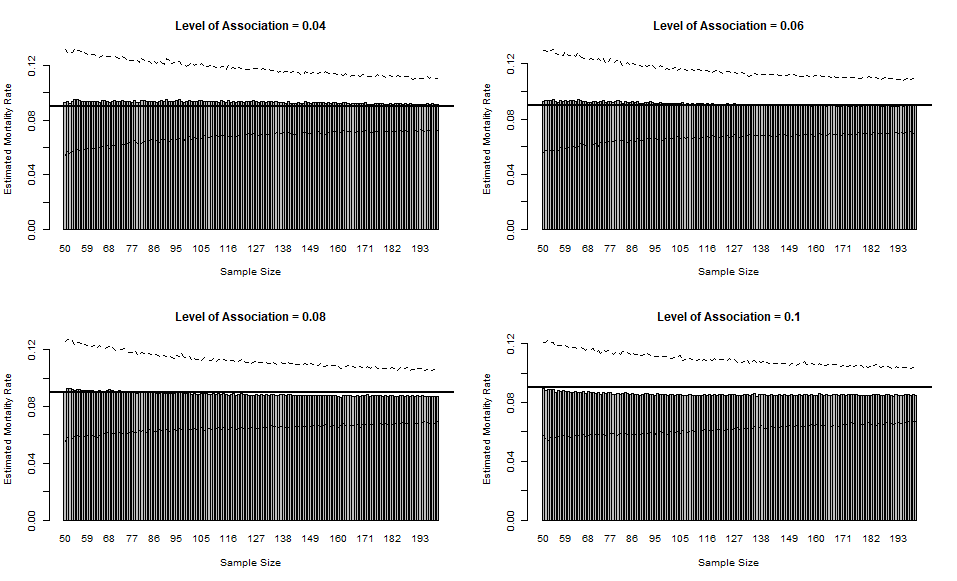 Level of Association = 0.04
Estimated Mortality Rate
0.12
0.08
0.04
0.00
50 59 68 77 86 95 105 116 127 138 149 160 171 182 193
Sample Size
Level of Association = 0.06
Estimated Mortality Rate
0.12
0.08
0.04
0.00
50 59 68 77 86 95 105 116 127 138 149 160 171 182 193
Sample Size
Level of Association = 0.08
Estimated Mortality Rate
0.12
0.08
0.04
0.00
50 59 68 77 86 95 105 116 127 138 149 160 171 182 193
Sample Size
Level of Association = 0.1
Estimated Mortality Rate
0.12
0.08
0.04
0.00
50 59 68 77 86 95 105 116 127 138 149 160 171 182 193
Sample Size